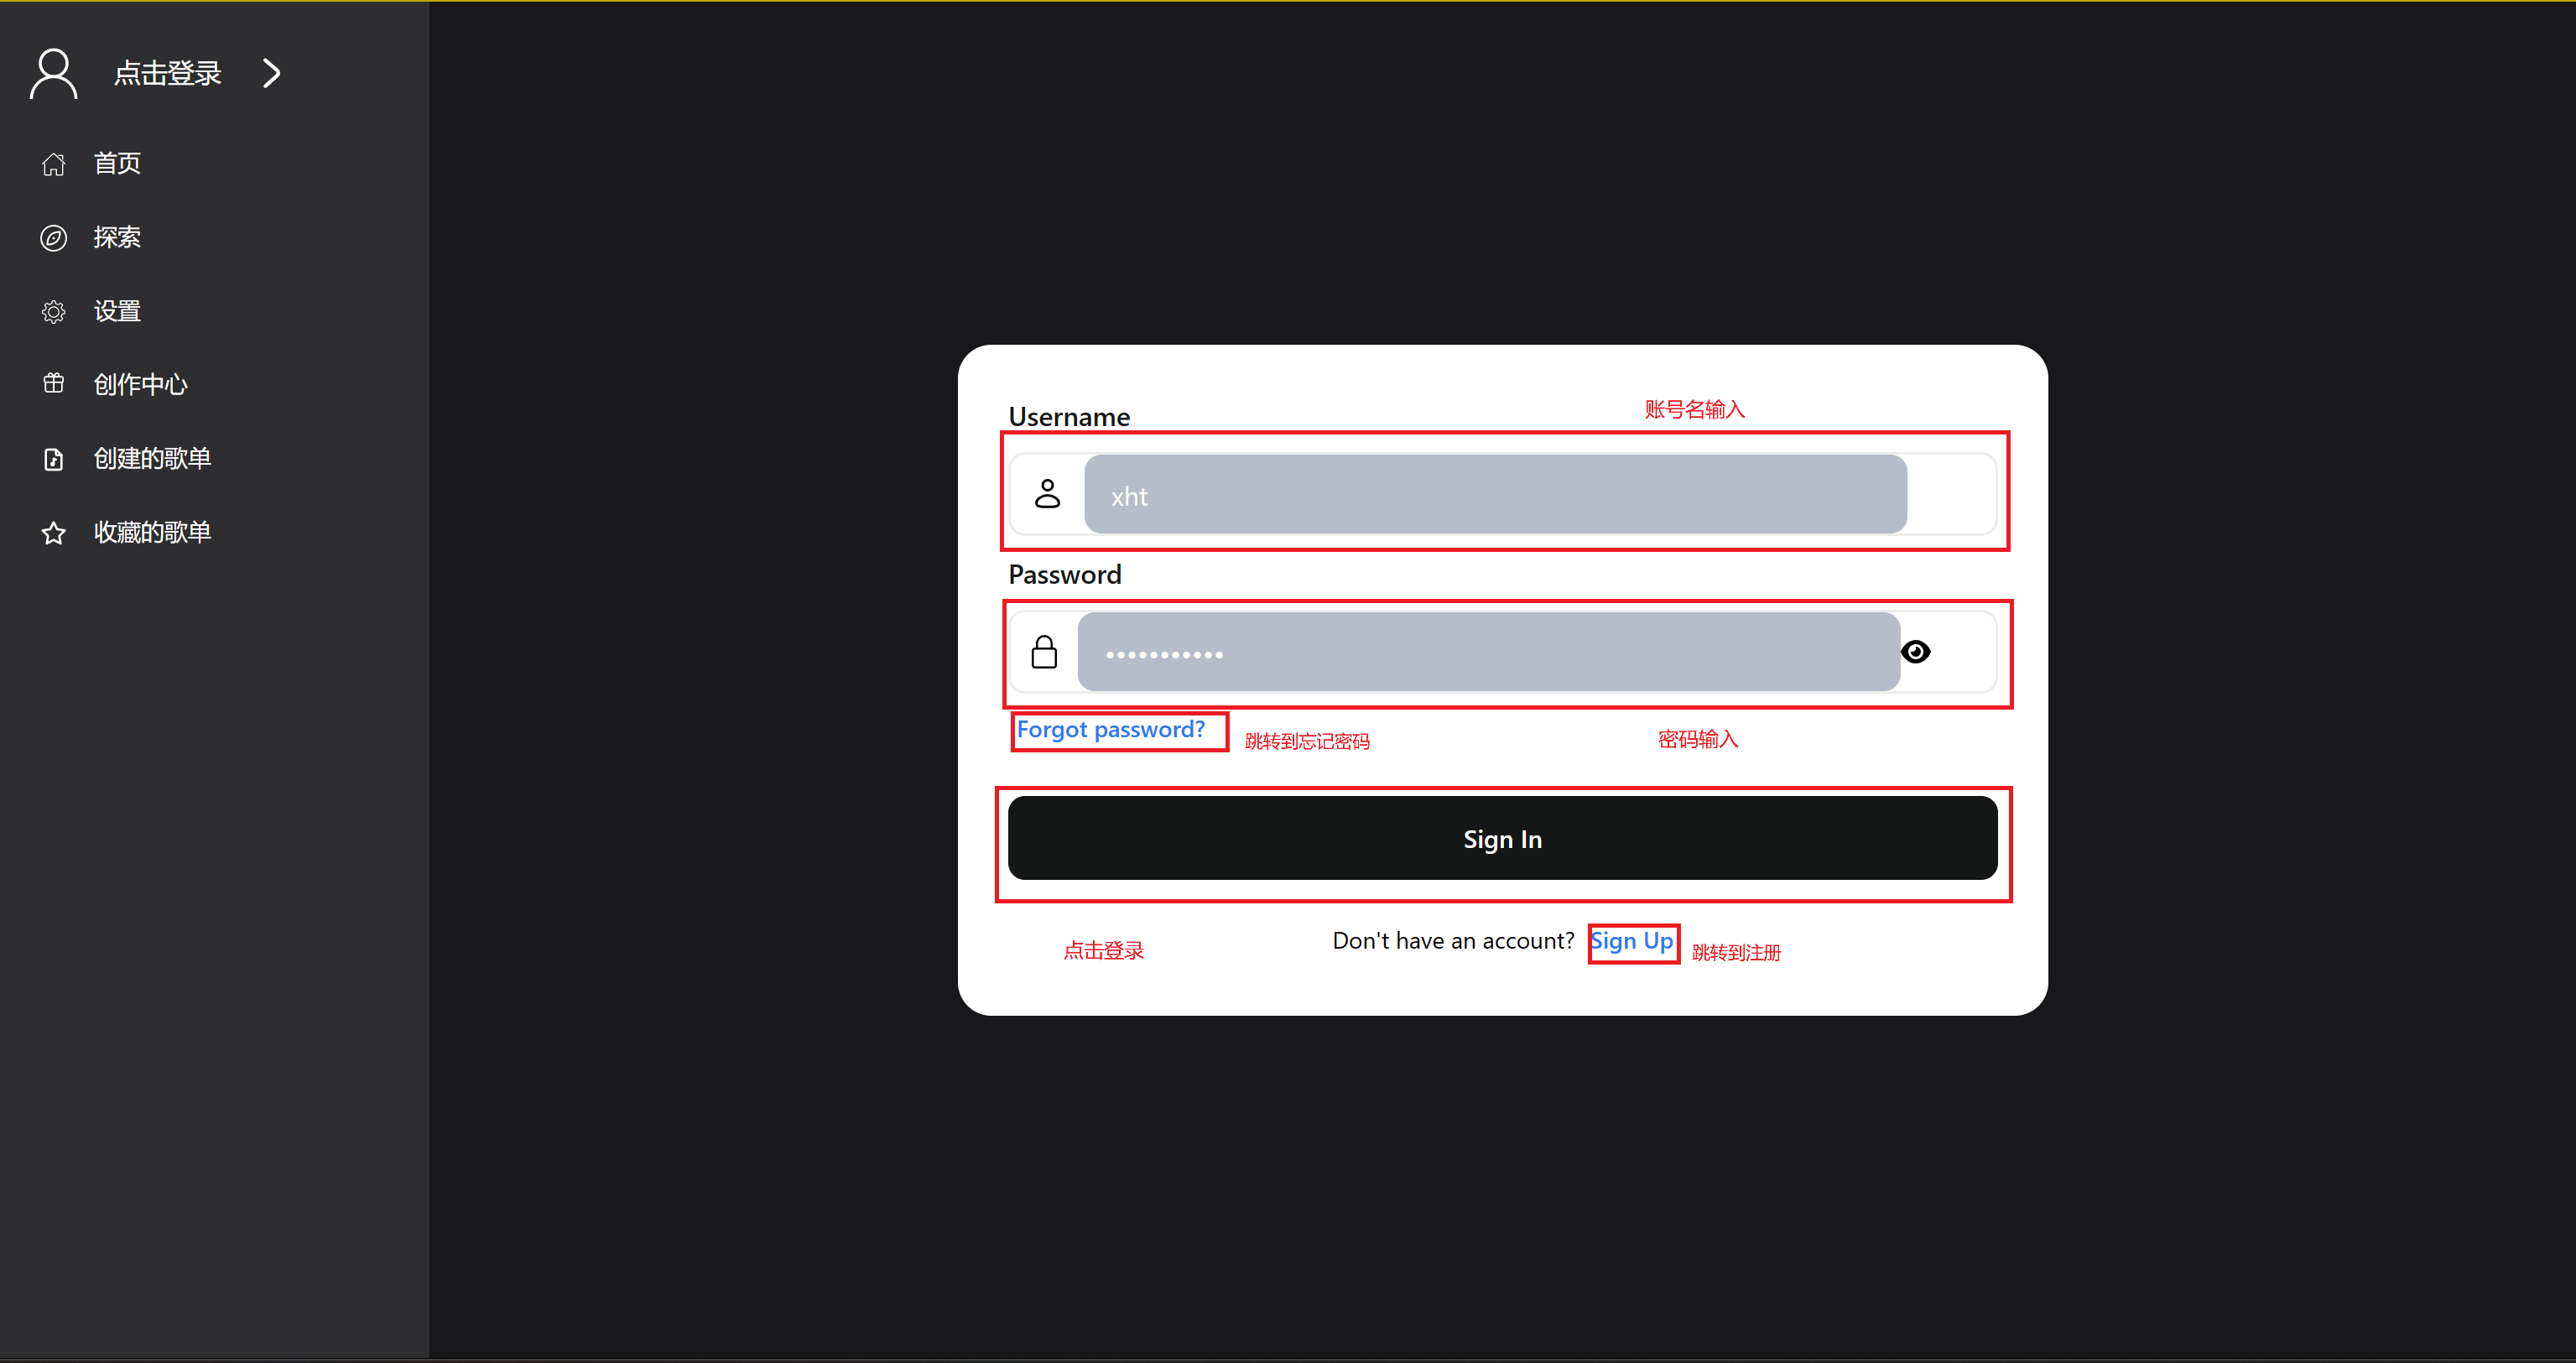 点击登录
首页
探索
设置
创作中心
创建的歌单
收藏的歌单
账号名输入
Username
xht
Password
•••••••••••
Forgot password?
跳转到忘记密码
密码输入
Sign In
点击登录
Don't have an account? Sign Up
跳转到注册